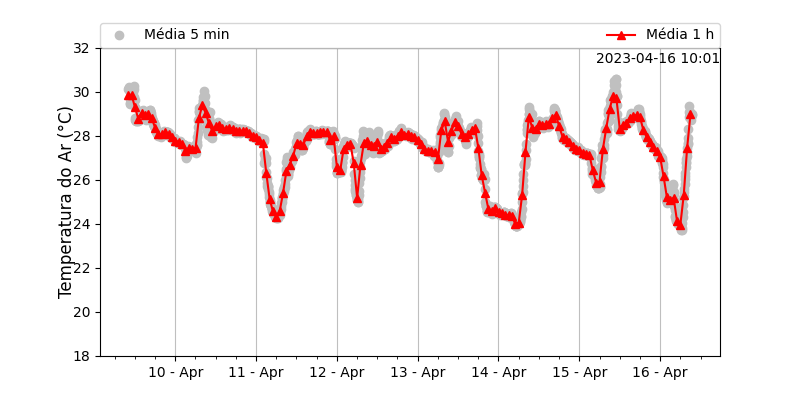 Média 5 min
Média 1 h
2023-04-16 10:01
Temperatura do Ar (°C)
32
30
28
26
24
22
20
18
10 - Apr
11 - Apr
12 - Apr
13 - Apr
14 - Apr
15 - Apr
16 - Apr